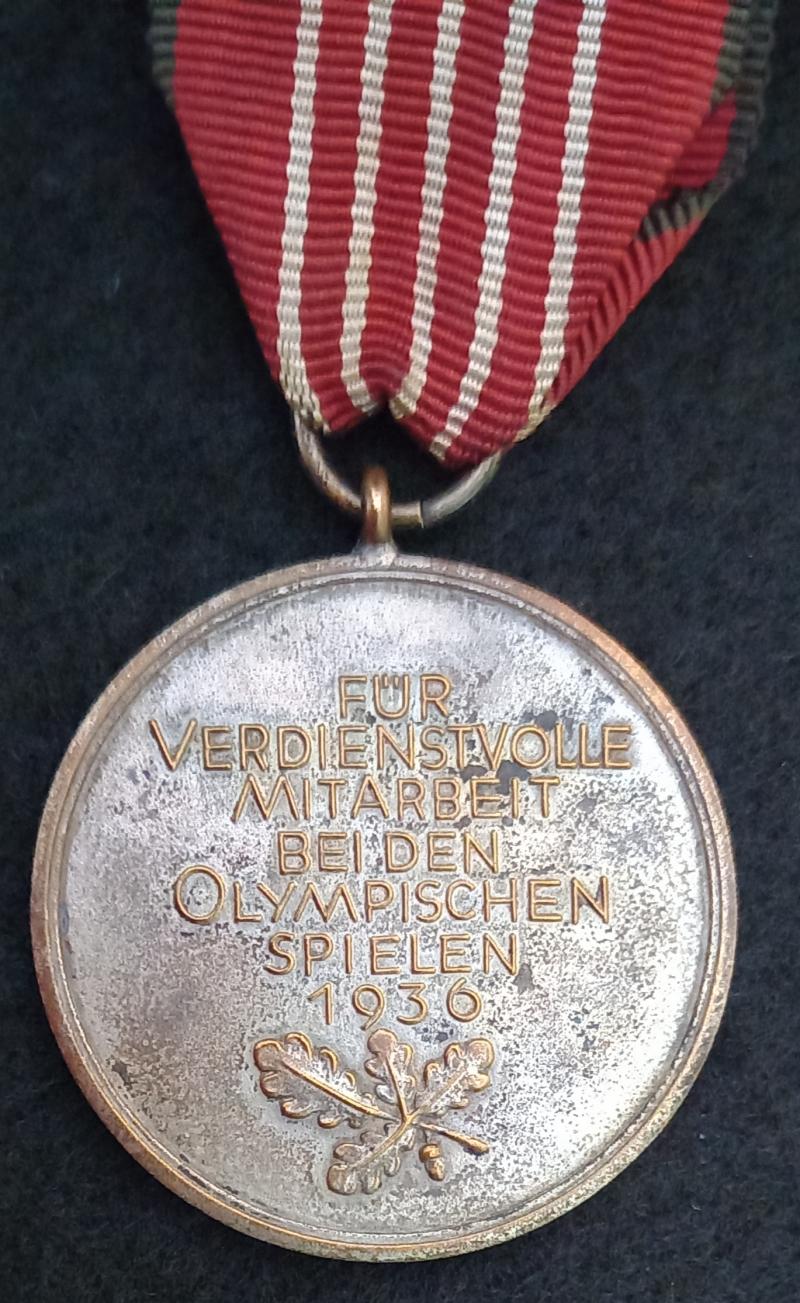 FÜR
VERDIENSTVOLLE
MITARBEIT
BEI DEN
OLYMPISCHEN
SPIELEN
1936